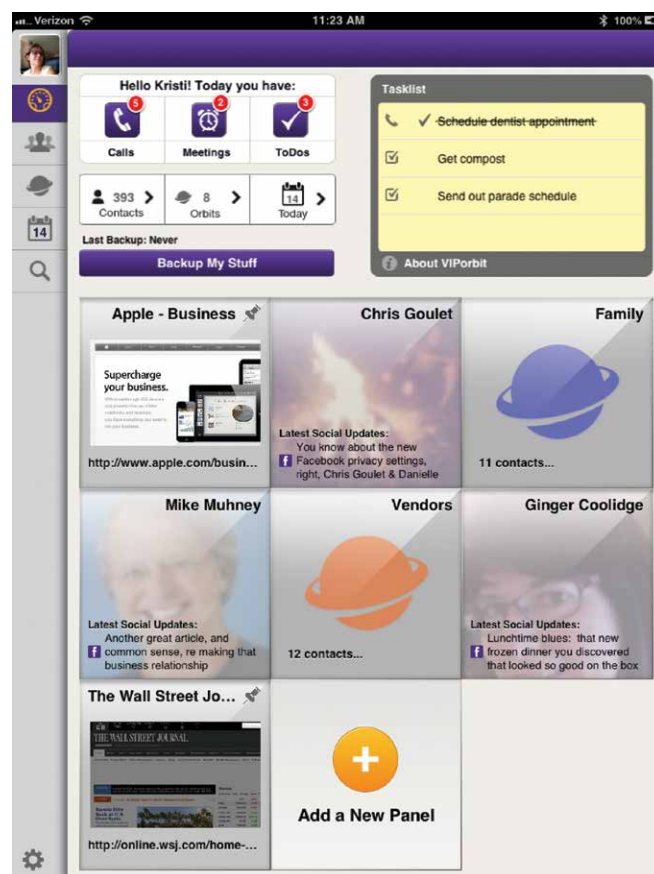 Verizon 11:23 AM 100%
Hello Kristi! Today you have:
5 2 3
Calls Meetings ToDos
393 8 14
Contacts Orbits Today
Last Backup: Never
Backup My Stuff
Tasklist
Schedule dentist appointment
Get compost
Send out parade schedule
About VIPorbit
14
Apple - Business
Supercharge
your business.
http://www.apple.com/busin...
Chris Goulet
Latest Social Updates:
You know about the new
Facebook privacy settings,
right, Chris Goulet & Danielle
Family
11 contacts...
Mike Muhney
Latest Social Updates:
Another great article, and
common sense, re making that
business relationship
Vendors
12 contacts...
Ginger Coolidge
Latest Social Updates:
Lunchtime blues: that new
frozen dinner you discovered
that looked so good on the box
The Wall Street Jo...
THE WALL STREET JOURNAL
http://online.wsj.com/home-...
Add a New Panel